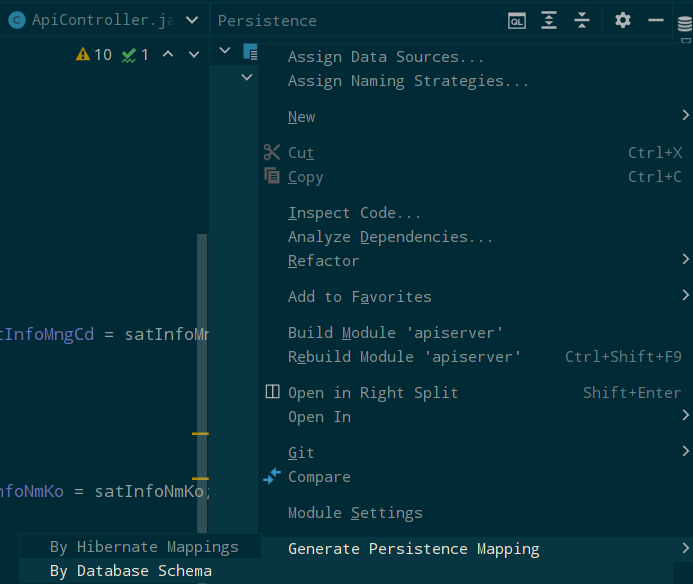 ApiController.ja
Persistence
10 1
Assign Data Sources...
Assign Naming Strategies...
New
Cut Ctrl+X
Copy Ctrl+C
Inspect Code...
Analyze Dependencies...
Refactor
Add to Favorites
Build Module 'apiserver'
Rebuild Module 'apiserver' Ctrl+Shift+F9
Open in Right Split Shift+Enter
Open In
Git
Compare
Module Settings
Generate Persistence Mapping
tInfoMngCd = satInfoMn
nfoNmKo = satInfoNmKo;
By Hibernate Mappings
By Database Schema